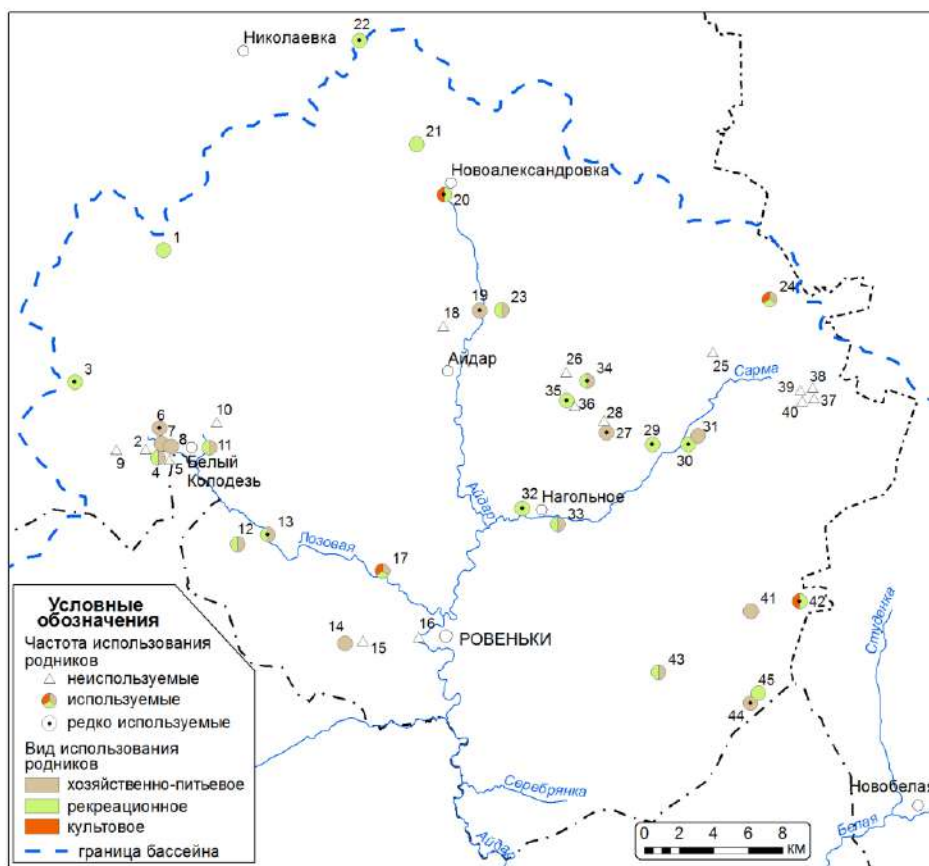 22
Николаевка
21
Новоалександровка
20
1
24
19
23
18
Айдар
26
34
25
Сарма
38
39
37
40
3
35
36
28
27
29
31
30
6
7
10
2
8
11
9
Белый
4
5
Колодезь
32
Нагольное
33
Айдар
12
13
Лозовая
17
16
РОВЕНЬКИ
14
15
41
42
43
45
44
Студенка
Серебрянка
Айдар
Новобелая
Белая
0 2 4 6 8
КМ
Условные
обозначения
Частота использования
родников
неиспользуемые
используемые
редко используемые
Вид использования
родников
хозяйственно-питьевое
рекреационное
культовое
граница бассейна